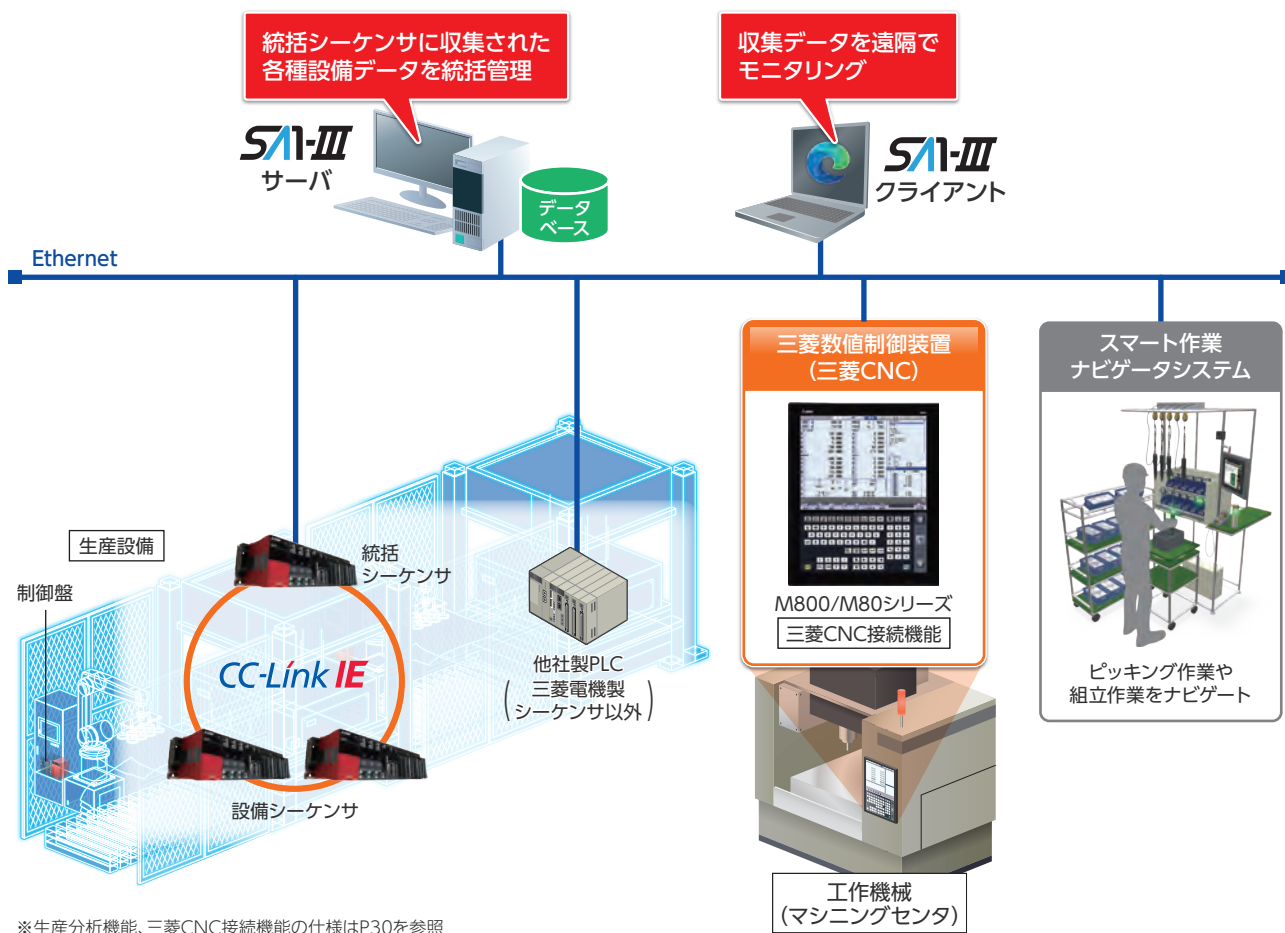 統括シーケンサに収集された
各種設備データを統括管理
収集データを遠隔で
モニタリング
SA1-III
サーバ
データ
ベース
SA1-III
クライアント
Ethernet
三菱数値制御装置
(三菱CNC)
スマート作業
ナビゲータシステム
生産設備
制御盤
統括
シーケンサ
CC-Link IE
設備シーケンサ
他社製PLC
(三菱電機製
シーケンサ以外)
M800/M80シリーズ
三菱CNC接続機能
ピッキング作業や
組立作業をナビゲート
工作機械
(マシニングセンタ)
※生産分析機能、三菱CNC接続機能の仕様はP30を参照